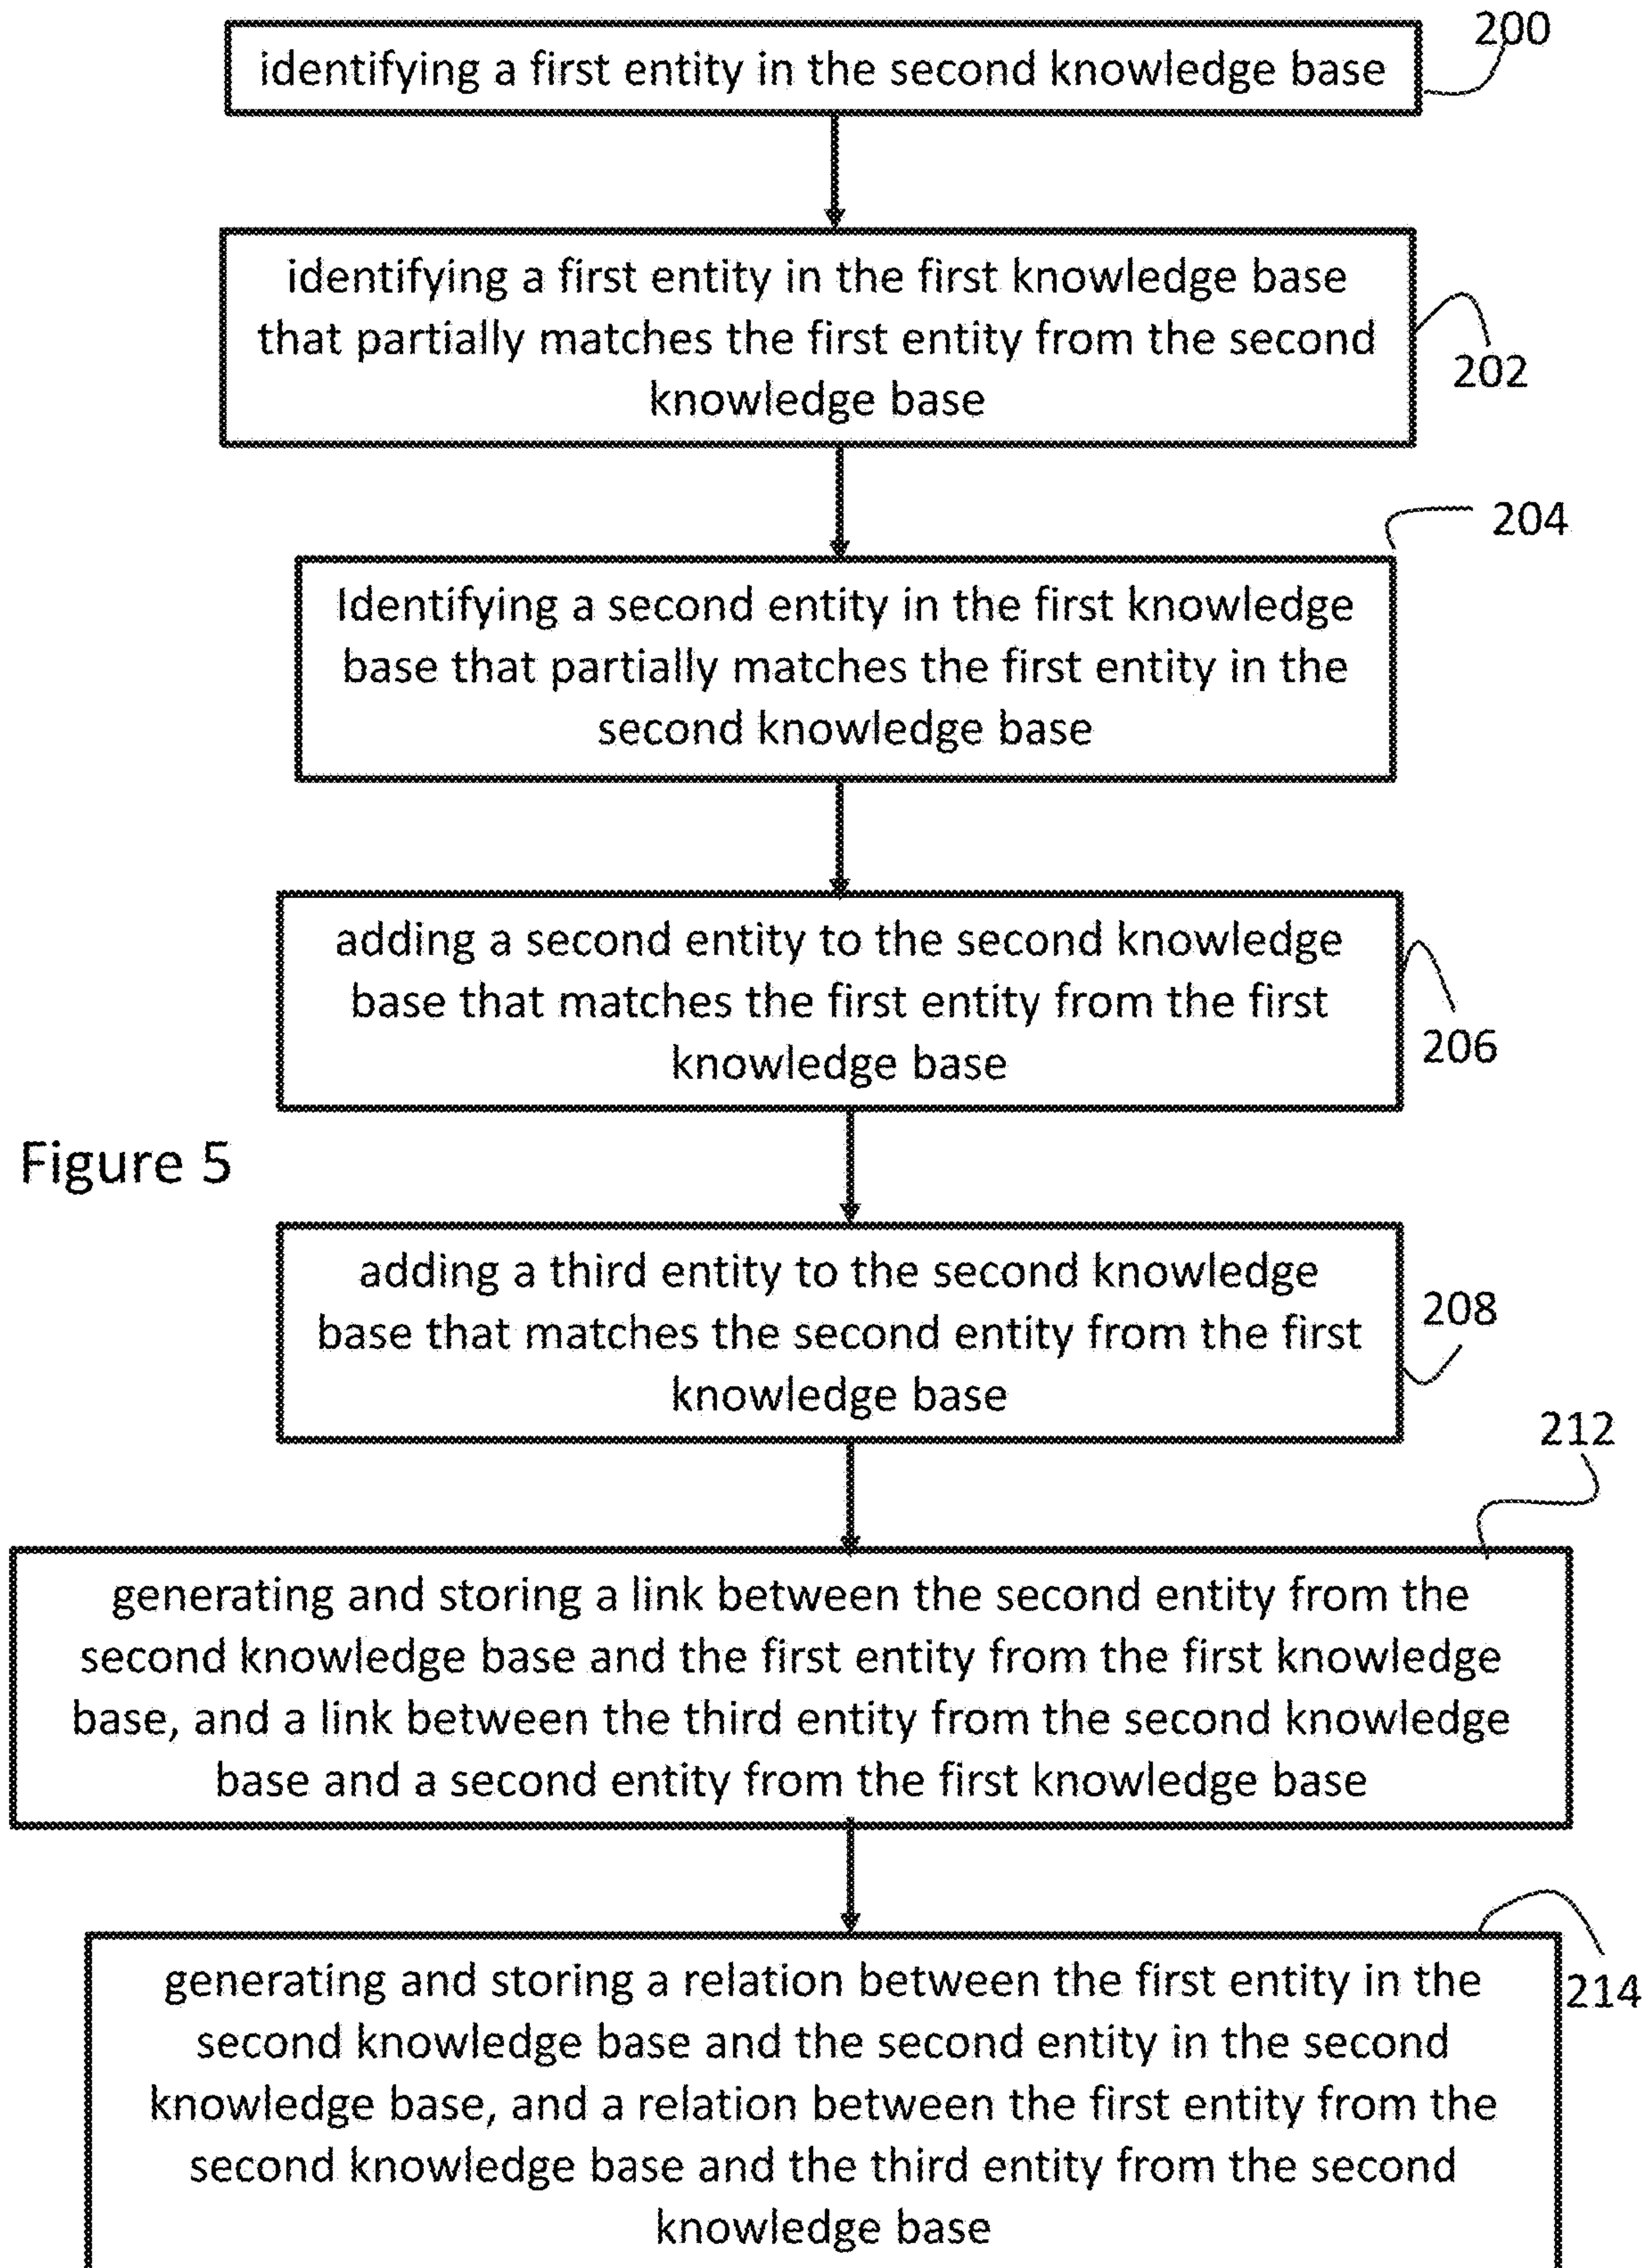 200
identifying a first entity in the second knowledge base
identifying a first entity in the first knowledge base
that partially matches the first entity from the second
knowledge base
202
204
Identifying a second entity in the first knowledge
base that partially matches the first entity in the
second knowledge base
adding a second entity to the second knowledge
base that matches the first entity from the first
knowledge base
206
Figure 5
adding a third entity to the second knowledge
base that matches the second entity from the first
knowledge base
208
212
generating and storing a link between the second entity from the
second knowledge base and the first entity from the first knowledge
base, and a link between the third entity from the second knowledge
base and a second entity from the first knowledge base
generating and storing a relation between the first entity in the
second knowledge base and the second entity in the second
knowledge base, and a relation between the first entity from the
second knowledge base and the third entity from the second
knowledge base
214